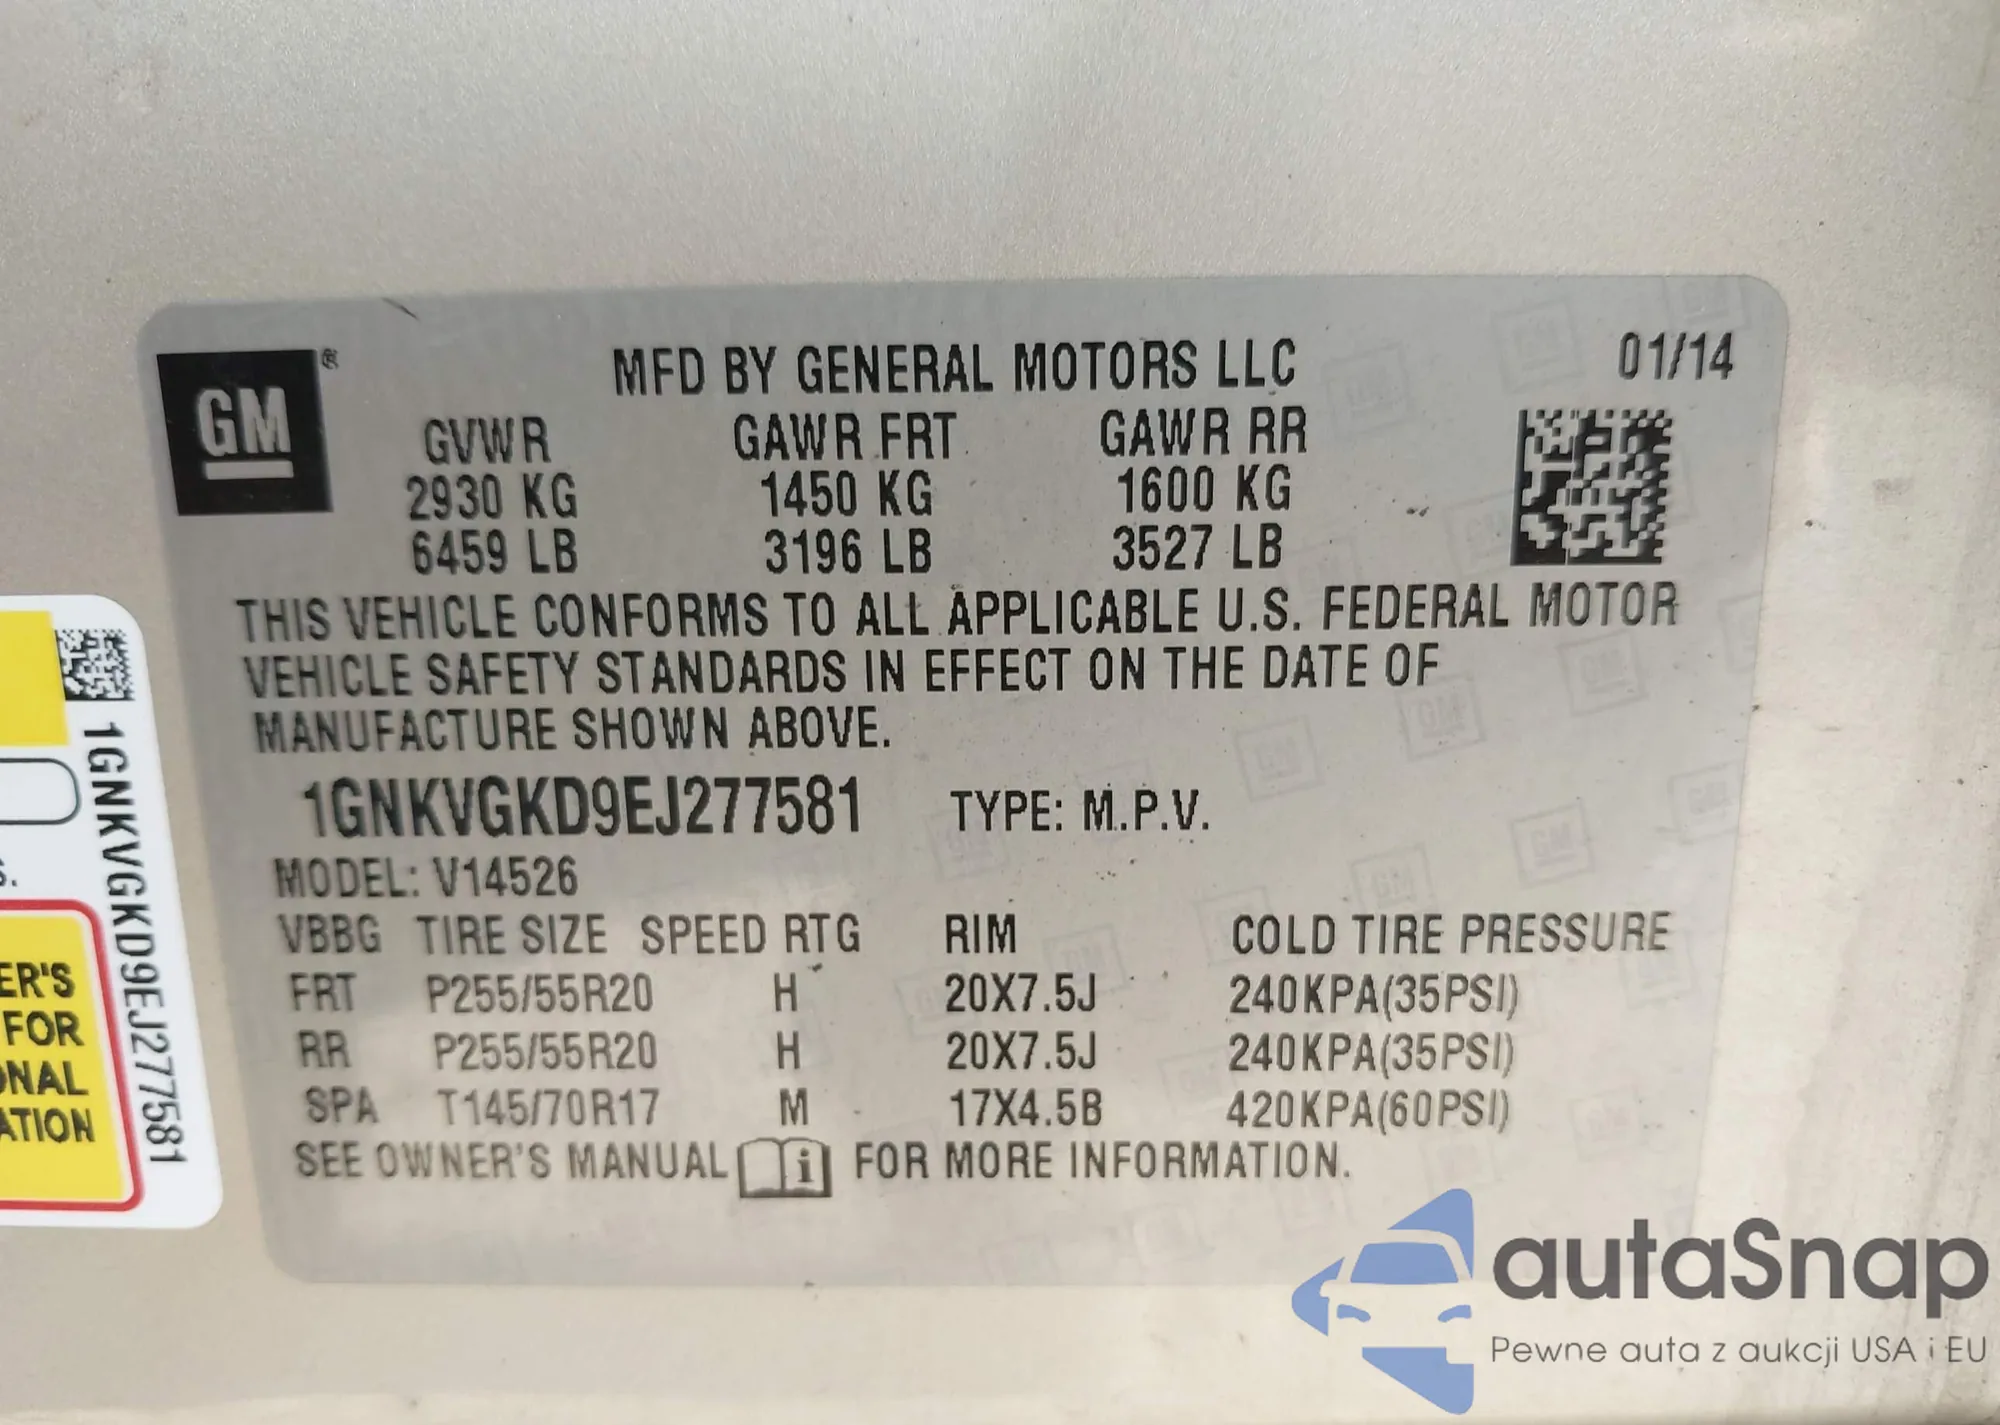 GM ®
MFD BY GENERAL MOTORS LLC 01/14
GVWR GAWR FRT GAWR RR
2930 KG 1450 KG 1600 KG
6459 LB 3196 LB 3527 LB
THIS VEHICLE CONFORMS TO ALL APPLICABLE U.S. FEDERAL MOTOR
VEHICLE SAFETY STANDARDS IN EFFECT ON THE DATE OF
MANUFACTURE SHOWN ABOVE.
1GNKVGKD9EJ277581 TYPE: M.P.V.
MODEL: V14526
VBBG TIRE SIZE SPEED RTG RIM COLD TIRE PRESSURE
FRT P255/55R20 H 20X7.5J 240KPA(35PSI)
RR P255/55R20 H 20X7.5J 240KPA(35PSI)
SPA T145/70R17 M 17X4.5B 420KPA(60PSI)
SEE OWNER'S MANUAL i FOR MORE INFORMATION.
1GNKVGKD9EJ277581
ER'S
FOR
ONAL
ATION
autaSnap
Pewne auta z aukcji USA i EU